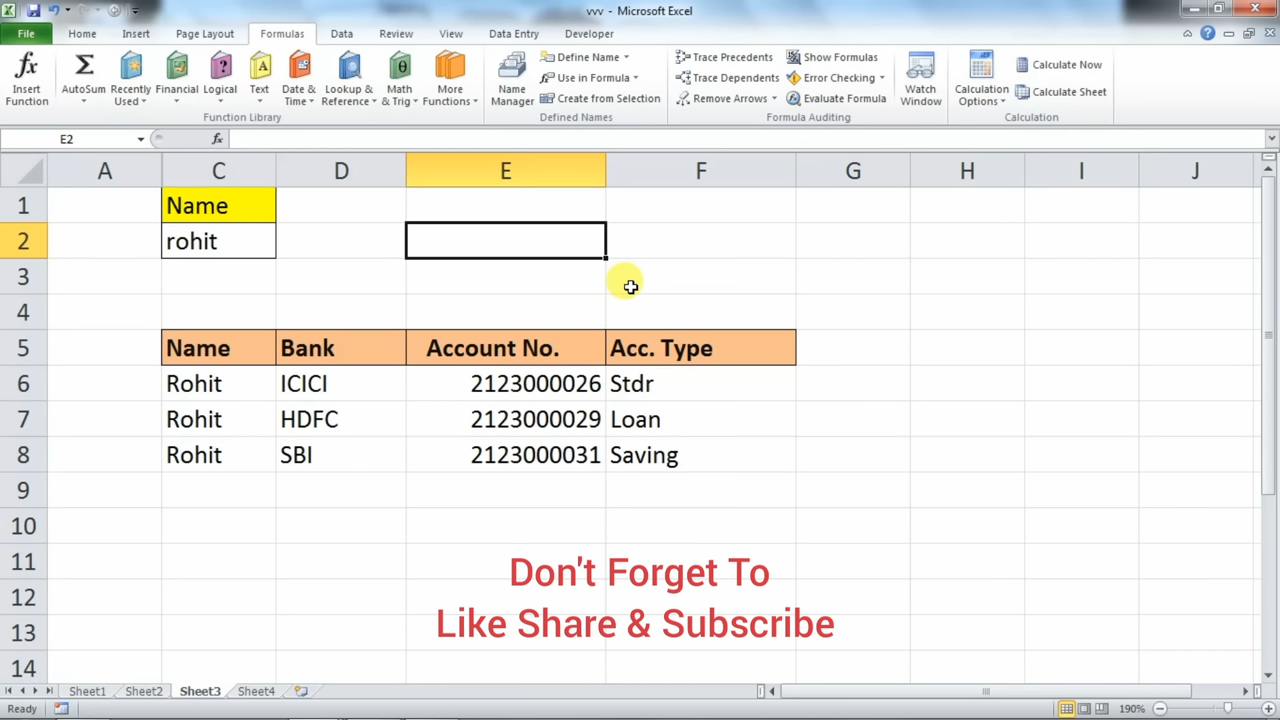 vvv - Microsoft Excel
File Home Insert Page Layout Formulas Data Review View Data Entry Developer
Insert Function
AutoSum
Recently Used
Financial
Logical
Text
Date & Time
Lookup & Reference
Math & Trig
More Functions
Function Library
Name Manager
Define Name
Use in Formula
Create from Selection
Defined Names
Trace Precedents
Trace Dependents
Remove Arrows
Show Formulas
Error Checking
Evaluate Formula
Formula Auditing
Watch Window
Calculation Options
Calculate Now
Calculate Sheet
Calculation
E2 fx
A C D E F G H I J
1 Name
2 rohit
3
4
5 Name Bank Account No. Acc. Type
6 Rohit ICICI 2123000026 Stdr
7 Rohit HDFC 2123000029 Loan
8 Rohit SBI 2123000031 Saving
9
10
11
12
13
14
Don't Forget To
Like Share & Subscribe
Sheet1 Sheet2 Sheet3 Sheet4
Ready 190%